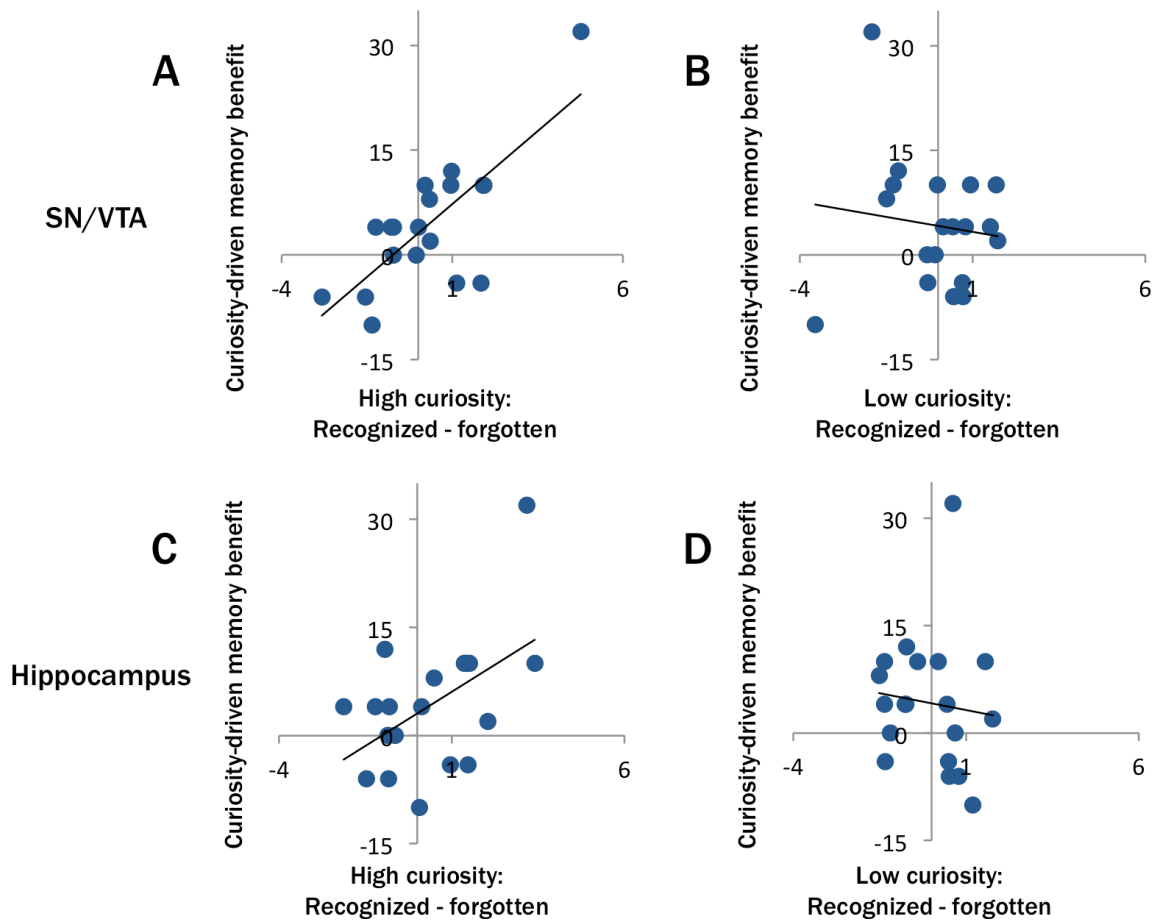 A
Curiosity-driven memory benefit
30
15
0
-15
-4
1
6
High curiosity:
Recognized - forgotten
B
Curiosity-driven memory benefit
30
15
0
-15
-4
1
6
Low curiosity:
Recognized - forgotten
SN/VTA
C
Curiosity-driven memory benefit
30
15
0
-15
-4
1
6
High curiosity:
Recognized - forgotten
D
Curiosity-driven memory benefit
30
15
0
-15
-4
1
6
Low curiosity:
Recognized - forgotten
Hippocampus